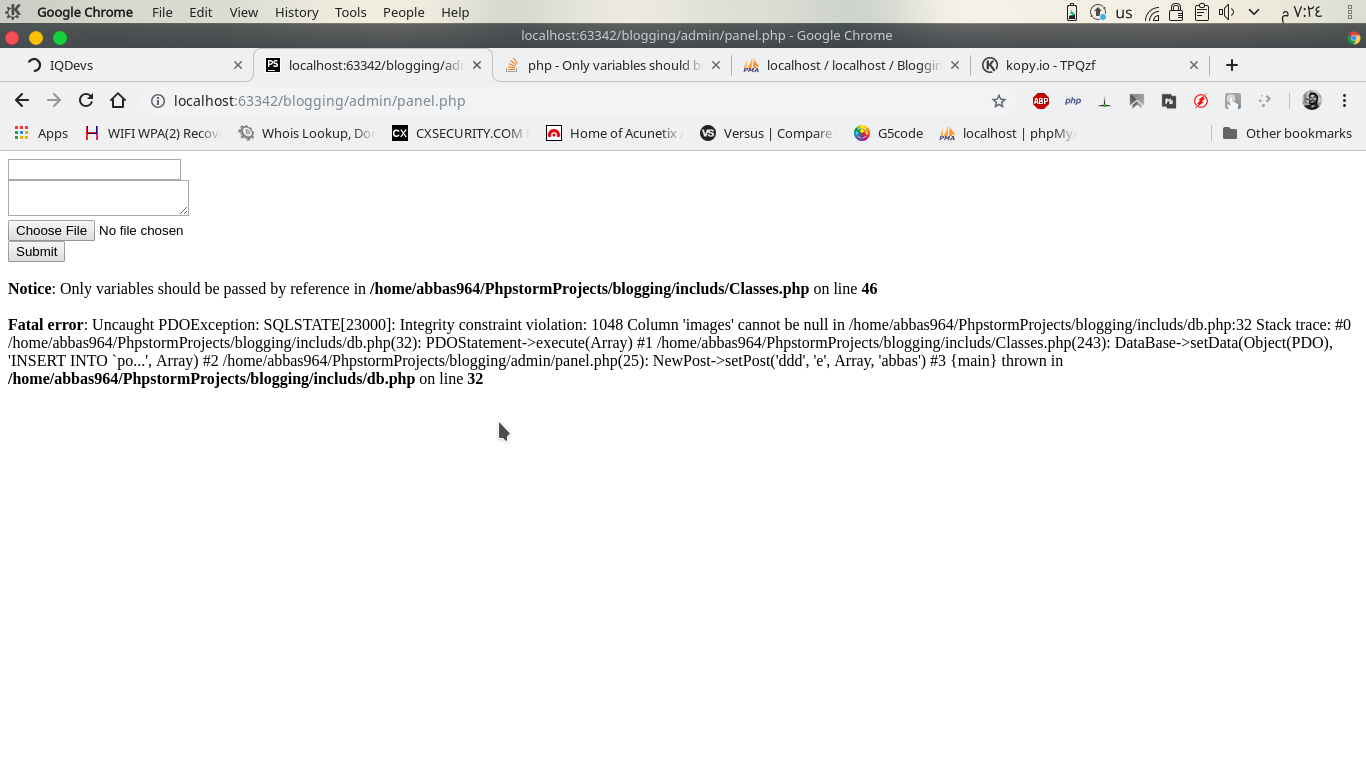 Google Chrome File Edit View History Tools People Help us ٧:٢٤ م
localhost:63342/blogging/admin/panel.php - Google Chrome
IQDevs localhost:63342/blogging/adr php - Only variables should b localhost / localhost / Bloggin kopy.io - TPQzf
localhost:63342/blogging/admin/panel.php ABP php Pb
Apps WIFI WPA(2) Recov Whois Lookup, Do CXSECURITY.COM Home of Acunetix Versus | Compare G5code localhost | phpMy Other bookmarks
Choose File No file chosen
Submit
Notice: Only variables should be passed by reference in /home/abbas964/PhpstormProjects/blogging/includs/Classes.php on line 46
Fatal error: Uncaught PDOException: SQLSTATE[23000]: Integrity constraint violation: 1048 Column 'images' cannot be null in /home/abbas964/PhpstormProjects/blogging/includs/db.php:32 Stack trace: #0
/home/abbas964/PhpstormProjects/blogging/includs/db.php(32): PDOStatement->execute(Array) #1 /home/abbas964/PhpstormProjects/blogging/includs/Classes.php(243): DataBase->setData(Object(PDO),
'INSERT INTO `po...', Array) #2 /home/abbas964/PhpstormProjects/blogging/admin/panel.php(25): NewPost->setPost('ddd', 'e', Array, 'abbas') #3 {main} thrown in
/home/abbas964/PhpstormProjects/blogging/includs/db.php on line 32